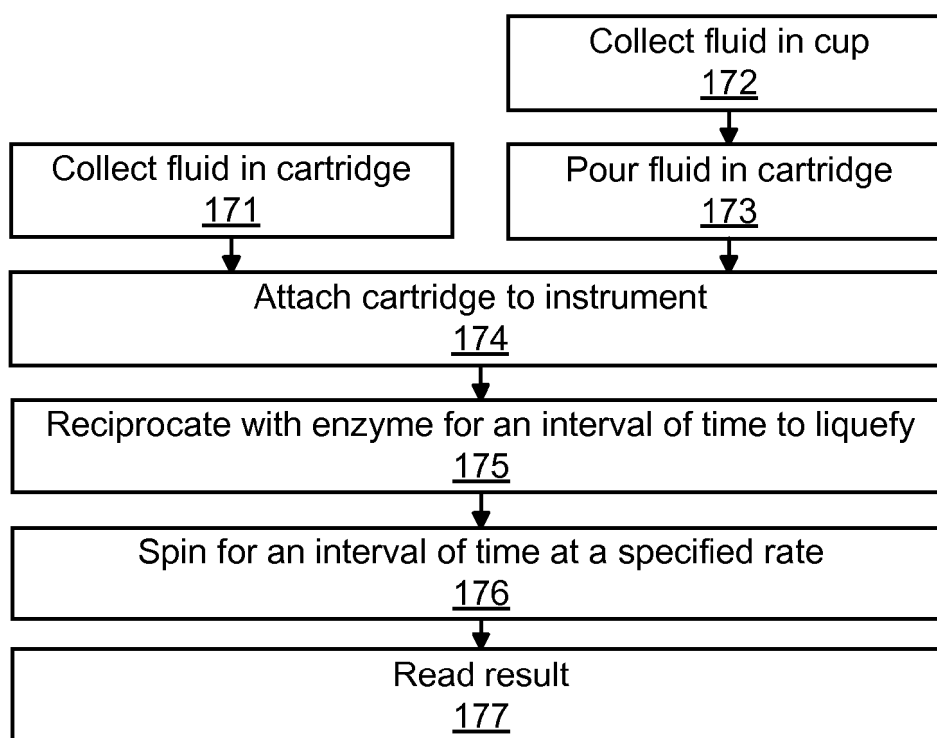 Collect fluid in cup
172
Collect fluid in cartridge
171
Pour fluid in cartridge
173
Attach cartridge to instrument
174
Reciprocate with enzyme for an interval of time to liquefy
175
Spin for an interval of time at a specified rate
176
Read result
177